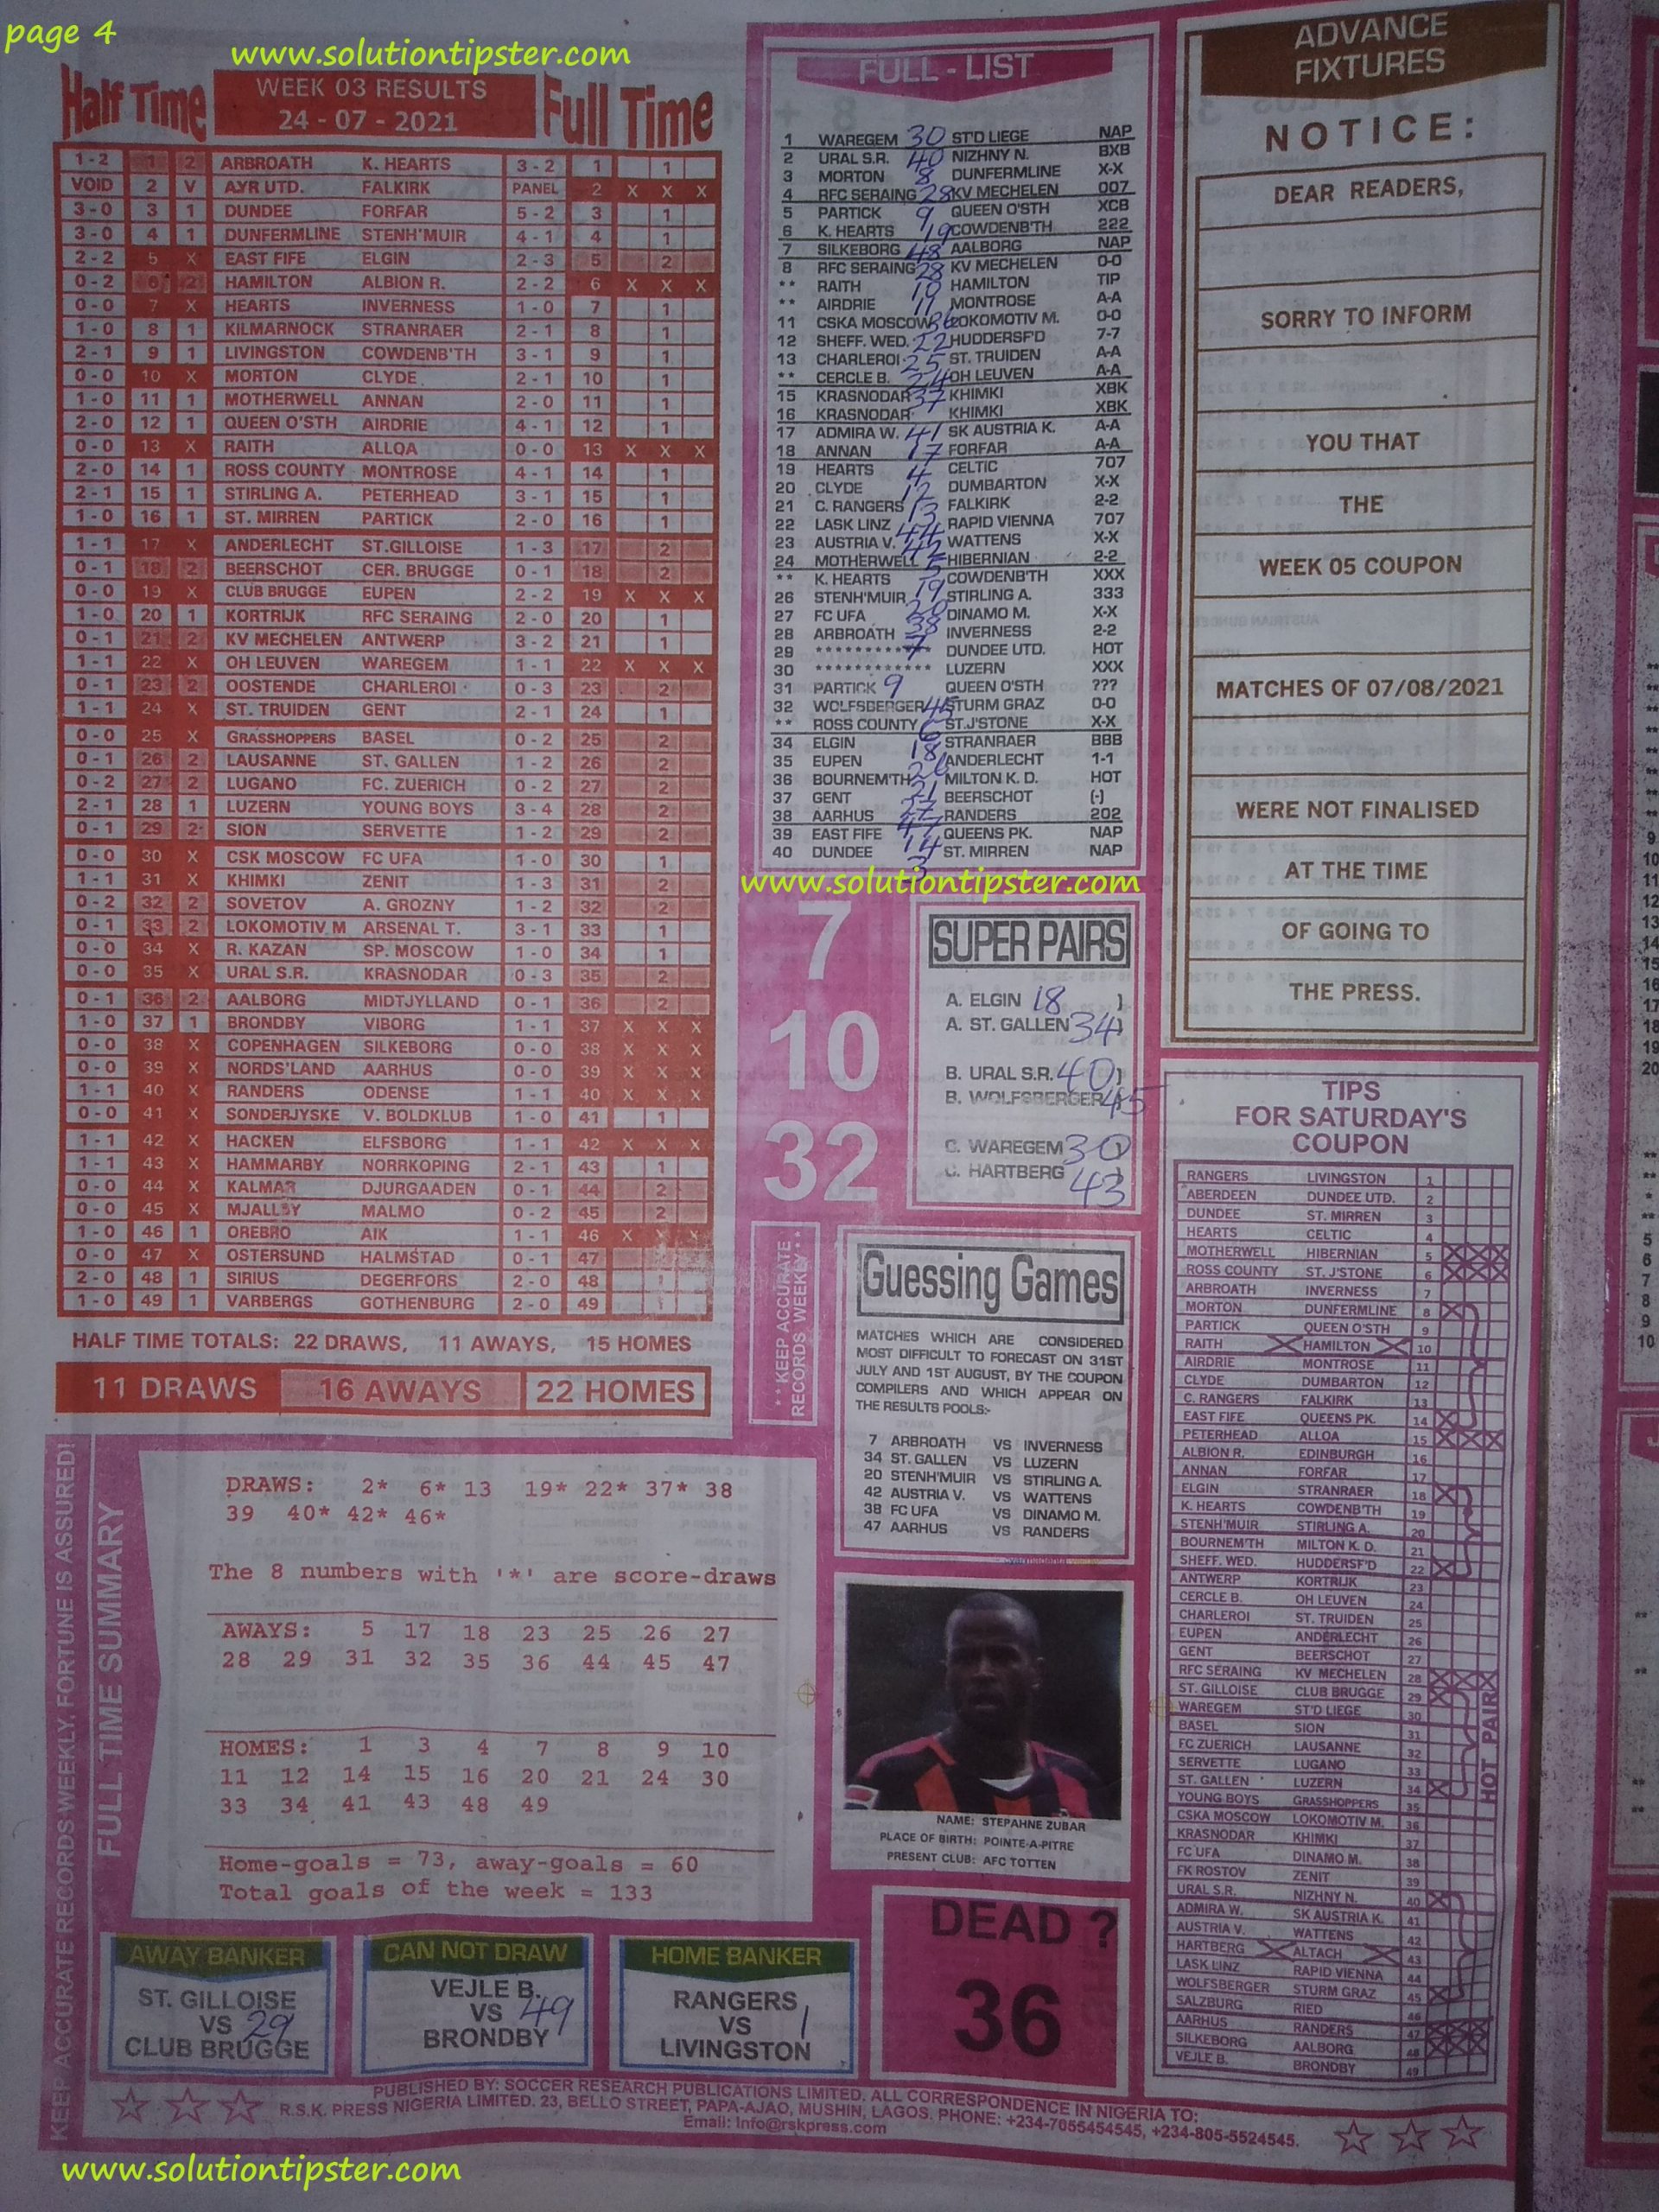 page 4
www.solutiontipster.com
Half Time
WEEK 03 RESULTS
24 - 07 - 2021
Full Time
1-2 1 2 ARBROATH K. HEARTS 3-2 1 1
VOID 2 V AYR UTD. FALKIRK PANEL 2 X X X
3-0 3 1 DUNDEE FORFAR 5-2 3 1
3-0 4 1 DUNFERMLINE STENH'MUIR 4-1 4 1
2-2 5 X EAST FIFE ELGIN 2-3 5 2
0-2 6 2 HAMILTON ALBION R. 2-2 6 X X X
0-0 7 X HEARTS INVERNESS 1-0 7 1
1-0 8 1 KILMARNOCK STRANRAER 2-1 8 1
2-1 9 1 LIVINGSTON COWDENB'TH 3-1 9 1
0-0 10 X MORTON CLYDE 2-1 10 1
1-0 11 1 MOTHERWELL ANNAN 2-0 11 1
2-0 12 1 QUEEN O'STH AIRDRIE 4-1 12 1
0-0 13 X RAITH ALLOA 0-0 13 X X X
2-0 14 1 ROSS COUNTY MONTROSE 4-1 14 1
2-1 15 1 STIRLING A. PETERHEAD 3-1 15 1
1-0 16 1 ST. MIRREN PARTICK 2-0 16 1
1-1 17 X ANDERLECHT ST.GILLOISE 1-3 17 2
0-1 18 2 BEERSCHOT CER. BRUGGE 0-1 18 2
0-0 19 X CLUB BRUGGE EUPEN 2-2 19 X X X
1-0 20 1 KORTRIJK RFC SERAING 2-0 20 1
0-1 21 2 KV MECHELEN ANTWERP 3-2 21 1
1-1 22 X OH LEUVEN WAREGEM 1-1 22 X X X
0-1 23 2 OOSTENDE CHARLEROI 0-3 23 2
1-1 24 X ST. TRUIDEN GENT 2-1 24 1
0-0 25 X GRASSHOPPERS BASEL 0-2 25 2
0-1 26 2 LAUSANNE ST. GALLEN 1-2 26 2
0-2 27 2 LUGANO FC. ZUERICH 0-2 27 2
2-1 28 1 LUZERN YOUNG BOYS 3-4 28 2
0-1 29 2 SION SERVETTE 1-2 29 2
0-0 30 X CSK MOSCOW FC UFA 1-0 30 1
1-1 31 X KHIMKI ZENIT 1-3 31 2
0-2 32 2 SOVETOV A. GROZNY 1-2 32 2
0-1 33 2 LOKOMOTIV M ARSENAL T. 3-1 33 1
0-0 34 X R. KAZAN SP. MOSCOW 1-0 34 1
0-0 35 X URAL S.R. KRASNODAR 0-3 35 2
0-1 36 2 AALBORG MIDTJYLLAND 0-1 36 2
1-0 37 1 BRONDBY VIBORG 1-1 37 X X X
0-0 38 X COPENHAGEN SILKEBORG 0-0 38 X X X
0-0 39 X NORDS'LAND AARHUS 0-0 39 X X X
1-1 40 X RANDERS ODENSE 1-1 40 X X X
0-0 41 X SONDERJYSKE V. BOLDKLUB 1-0 41 1
1-1 42 X HACKEN ELFSBORG 1-1 42 X X X
1-1 43 X HAMMARBY NORRKOPING 2-1 43 1
0-0 44 X KALMAR DJURGAADEN 0-1 44 2
0-0 45 X MJALLBY MALMO 0-2 45 2
1-0 46 1 OREBRO AIK 1-1 46 X X X
0-0 47 X OSTERSUND HALMSTAD 0-1 47
2-0 48 1 SIRIUS DEGERFORS 2-0 48 1
1-0 49 1 VARBERGS GOTHENBURG 2-0 49 1
HALF TIME TOTALS: 22 DRAWS, 11 AWAYS, 15 HOMES
11 DRAWS 16 AWAYS 22 HOMES
KEEP ACCURATE RECORDS WEEKLY, FORTUNE IS ASSURED!
FULL TIME SUMMARY
DRAWS: 2* 6* 13 19* 22* 37* 38
39 40* 42* 46*
The 8 numbers with '*' are score-draws
AWAYS: 5 17 18 23 25 26 27
28 29 31 32 35 36 44 45 47
HOMES: 1 3 4 7 8 9 10
11 12 14 15 16 20 21 24 30
33 34 41 43 48 49
Home-goals = 73, away-goals = 60
Total goals of the week = 133
AWAY BANKER
ST. GILLOISE
VS 29
CLUB BRUGGE
CAN NOT DRAW
VEJLE B.
VS 49
BRONDBY
HOME BANKER
RANGERS
VS 1
LIVINGSTON
FULL - LIST
1 WAREGEM 30 ST'D LIEGE NAP
2 URAL S.R. 40 NIZHNY N. BXB
3 MORTON 8 DUNFERMLINE X-X
4 RFC SERAING 28 KV MECHELEN 007
5 PARTICK 9 QUEEN O'STH XCB
6 K. HEARTS 19 COWDENB'TH 222
7 SILKEBORG 48 AALBORG NAP
8 RFC SERAING 28 KV MECHELEN 0-0
** RAITH 10 HAMILTON TIP
** AIRDRIE 11 MONTROSE A-A
11 CSKA MOSCOW 36 LOKOMOTIV M. 0-0
12 SHEFF. WED. 22 HUDDERSF'D 7-7
13 CHARLEROI 25 ST. TRUIDEN A-A
** CERCLE B. 24 OH LEUVEN A-A
15 KRASNODAR 37 KHIMKI XBK
16 KRASNODAR KHIMKI XBK
17 ADMIRA W. 41 SK AUSTRIA K. A-A
18 ANNAN 17 FORFAR A-A
19 HEARTS 4 CELTIC 707
20 CLYDE 12 DUMBARTON X-X
21 C. RANGERS 13 FALKIRK 2-2
22 LASK LINZ 44 RAPID VIENNA 707
23 AUSTRIA V. 42 WATTENS X-X
24 MOTHERWELL 5 HIBERNIAN 2-2
** K. HEARTS 19 COWDENB'TH XXX
26 STENH'MUIR 20 STIRLING A. 333
27 FC UFA 38 DINAMO M. X-X
28 ARBROATH 7 INVERNESS 2-2
29 ************ DUNDEE UTD. HOT
30 ************ LUZERN XXX
31 PARTICK 9 QUEEN O'STH ???
32 WOLFSBERGER 45 STURM GRAZ 0-0
** ROSS COUNTY 6 ST.J'STONE X-X
34 ELGIN 18 STRANRAER BBB
35 EUPEN 26 ANDERLECHT 1-1
36 BOURNEM'TH 21 MILTON K. D. HOT
37 GENT 27 BEERSCHOT (-)
38 AARHUS 47 RANDERS 202
39 EAST FIFE 14 QUEENS PK. NAP
40 DUNDEE 3 ST. MIRREN NAP
www.solutiontipster.com
7
10
32
SUPER PAIRS
A. ELGIN 18 )
A. ST. GALLEN 34 )
B. URAL S.R. 40 )
B. WOLFSBERGER 45
C. WAREGEM 30 )
C. HARTBERG 43
** KEEP ACCURATE
RECORDS WEEKLY **
Guessing Games
MATCHES WHICH ARE CONSIDERED
MOST DIFFICULT TO FORECAST ON 31ST
JULY AND 1ST AUGUST, BY THE COUPON
COMPILERS AND WHICH APPEAR ON
THE RESULTS POOLS:-
7 ARBROATH VS INVERNESS
34 ST. GALLEN VS LUZERN
20 STENH'MUIR VS STIRLING A.
42 AUSTRIA V. VS WATTENS
38 FC UFA VS DINAMO M.
47 AARHUS VS RANDERS
NAME: STEPAHNE ZUBAR
PLACE OF BIRTH: POINTE-A-PITRE
PRESENT CLUB: AFC TOTTEN
DEAD ?
36
ADVANCE
FIXTURES
NOTICE:
DEAR READERS,
SORRY TO INFORM
YOU THAT
THE
WEEK 05 COUPON
MATCHES OF 07/08/2021
WERE NOT FINALISED
AT THE TIME
OF GOING TO
THE PRESS.
TIPS
FOR SATURDAY'S
COUPON
RANGERS LIVINGSTON 1
ABERDEEN DUNDEE UTD. 2
DUNDEE ST. MIRREN 3
HEARTS CELTIC 4
MOTHERWELL HIBERNIAN 5
ROSS COUNTY ST. J'STONE 6
ARBROATH INVERNESS 7
MORTON DUNFERMLINE 8
PARTICK QUEEN O'STH 9
RAITH HAMILTON 10
AIRDRIE MONTROSE 11
CLYDE DUMBARTON 12
C. RANGERS FALKIRK 13
EAST FIFE QUEENS PK. 14
PETERHEAD ALLOA 15
ALBION R. EDINBURGH 16
ANNAN FORFAR 17
ELGIN STRANRAER 18
K. HEARTS COWDENB'TH 19
STENH'MUIR STIRLING A. 20
BOURNEM'TH MILTON K. D. 21
SHEFF. WED. HUDDERSF'D 22
ANTWERP KORTRIJK 23
CERCLE B. OH LEUVEN 24
CHARLEROI ST. TRUIDEN 25
EUPEN ANDERLECHT 26
GENT BEERSCHOT 27
RFC SERAING KV MECHELEN 28
ST. GILLOISE CLUB BRUGGE 29
WAREGEM ST'D LIEGE 30
BASEL SION 31
FC ZUERICH LAUSANNE 32
SERVETTE LUGANO 33
ST. GALLEN LUZERN 34
YOUNG BOYS GRASSHOPPERS 35
CSKA MOSCOW LOKOMOTIV M. 36
KRASNODAR KHIMKI 37
FC UFA DINAMO M. 38
FK ROSTOV ZENIT 39
URAL S.R. NIZHNY N. 40
ADMIRA W. SK AUSTRIA K. 41
AUSTRIA V. WATTENS 42
HARTBERG ALTACH 43
LASK LINZ RAPID VIENNA 44
WOLFSBERGER STURM GRAZ 45
SALZBURG RIED 46
AARHUS RANDERS 47
SILKEBORG AALBORG 48
VEJLE B. BRONDBY 49
HOT PAIR
PUBLISHED BY: SOCCER RESEARCH PUBLICATIONS LIMITED. ALL CORRESPONDENCE IN NIGERIA TO:
R.S.K. PRESS NIGERIA LIMITED. 23, BELLO STREET, PAPA-AJAO, MUSHIN, LAGOS. PHONE: +234-7055454545, +234-805-5524545.
Email: Info@rskpress.com
www.solutiontipster.com